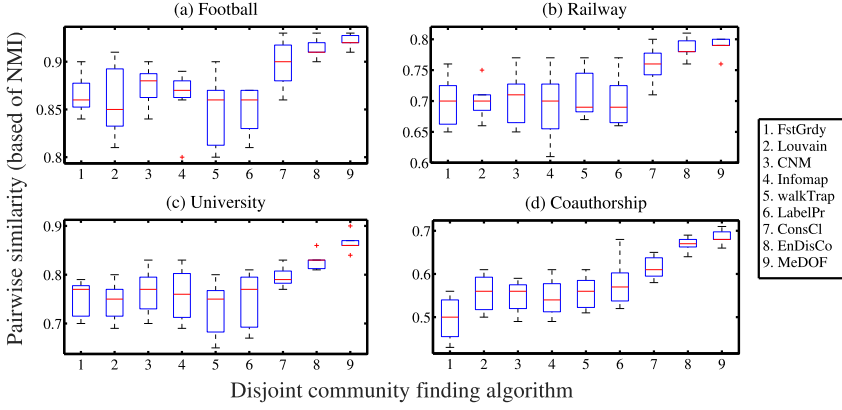 (a) Football
(b) Railway
0.9
0.85
0.8
1 2 3 4 5 6 7 8 9
0.8
0.75
0.7
0.65
0.6
1 2 3 4 5 6 7 8 9
(c) University
(d) Coauthorship
0.9
0.8
0.7
1 2 3 4 5 6 7 8 9
0.7
0.6
0.5
1 2 3 4 5 6 7 8 9
Pairwise similarity (based of NMI)
Disjoint community finding algorithm
1. FstGrdy
2. Louvain
3. CNM
4. Infomap
5. walkTrap
6. LabelPr
7. ConsCl
8. EnDisCo
9. MeDOF